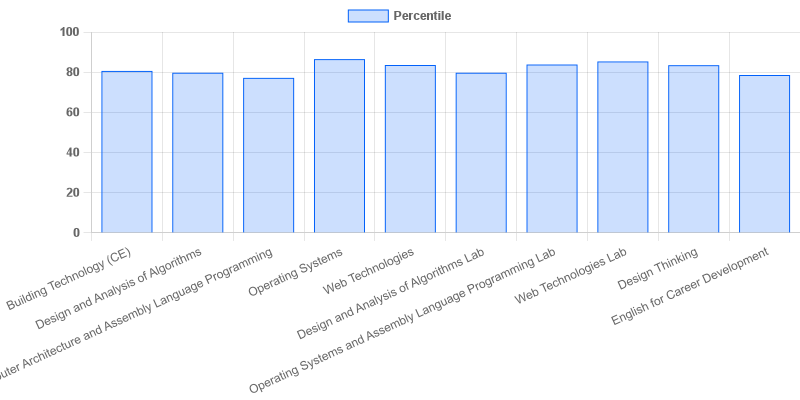 Percentile
100
80
60
40
20
0
Building Technology (CE)
Design and Analysis of Algorithms
Architecture and Assembly Language Programming
Operating Systems
Web Technologies
Design and Analysis of Algorithms Lab
Operating Systems and Assembly Language Programming Lab
Web Technologies Lab
Design Thinking
English for Career Development